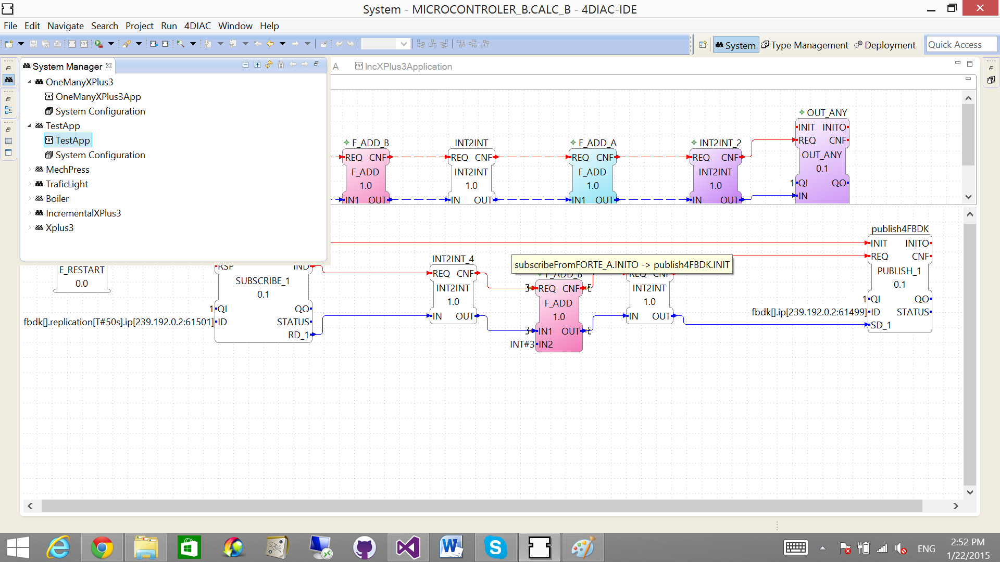 System - MICROCONTROLER_B.CALC_B - 4DIAC-IDE
File Edit Navigate Search Project Run 4DIAC Window Help
System Type Management Deployment Quick Access
System Manager
_A IncXPlus3Application
OneManyXPlus3
OneManyXPlus3App
System Configuration
TestApp
TestApp
System Configuration
MechPress
TraficLight
Boiler
IncrementalXPlus3
Xplus3
F_ADD_B
REQ CNF
F_ADD
1.0
IN1 OUT
INT2INT
REQ CNF
INT2INT
1.0
IN OUT
F_ADD_A
REQ CNF
F_ADD
1.0
IN1 OUT
INT2INT_2
REQ CNF
INT2INT
1.0
IN OUT
OUT_ANY
INIT INITO
REQ CNF
OUT_ANY
0.1
1 QI QO
IN
E_RESTART
0.0
RSP IND
SUBSCRIBE_1
0.1
1 QI QO
fbdk[].replication[T#50s].ip[239.192.0.2:61501] ID STATUS
RD_1
INT2INT_4
REQ CNF
INT2INT
1.0
IN OUT
subscribeFromFORTE_A.INITO -> publish4FBDK.INIT
F_ADD_B
REQ CNF
F_ADD
1.0
IN1 OUT
INT#3 IN2
REQ CNF
INT2INT
1.0
IN OUT
publish4FBDK
INIT INITO
REQ CNF
PUBLISH_1
0.1
1 QI QO
fbdk[].ip[239.192.0.2:61499] ID STATUS
SD_1
ENG
2:52 PM
1/22/2015